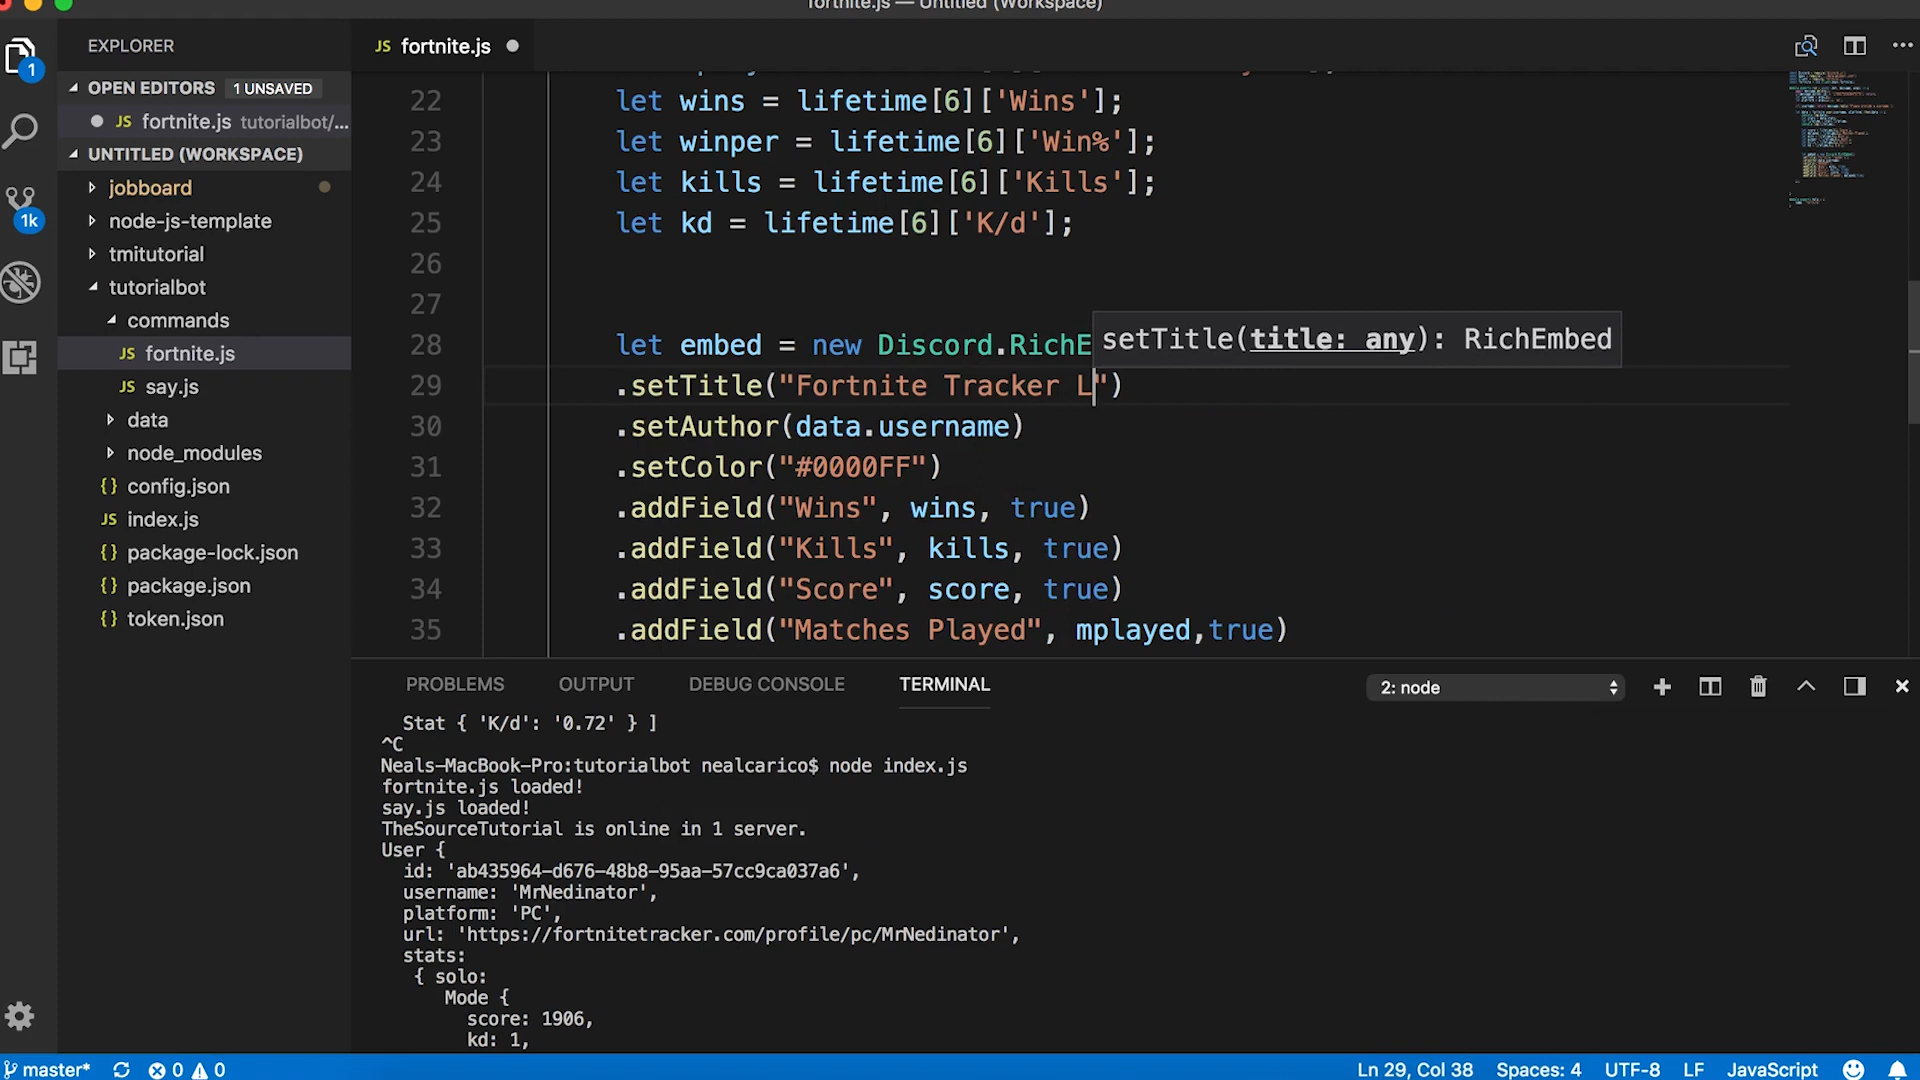 fortnite.js — Untitled (Workspace)
EXPLORER
OPEN EDITORS 1 UNSAVED
JS fortnite.js tutorialbot/...
UNTITLED (WORKSPACE)
jobboard
node-js-template
tmitutorial
tutorialbot
commands
JS fortnite.js
JS say.js
data
node_modules
{} config.json
JS index.js
{} package-lock.json
{} package.json
{} token.json
1
1k
JS fortnite.js
22 let wins = lifetime[6]['Wins'];
23 let winper = lifetime[6]['Win%'];
24 let kills = lifetime[6]['Kills'];
25 let kd = lifetime[6]['K/d'];
26
27
28 let embed = new Discord.RichE
setTitle(title: any): RichEmbed
29 .setTitle("Fortnite Tracker L")
30 .setAuthor(data.username)
31 .setColor("#0000FF")
32 .addField("Wins", wins, true)
33 .addField("Kills", kills, true)
34 .addField("Score", score, true)
35 .addField("Matches Played", mplayed,true)
PROBLEMS OUTPUT DEBUG CONSOLE TERMINAL 2: node
Stat { 'K/d': '0.72' } ]
^C
Neals-MacBook-Pro:tutorialbot nealcarico$ node index.js
fortnite.js loaded!
say.js loaded!
TheSourceTutorial is online in 1 server.
User {
id: 'ab435964-d676-48b8-95aa-57cc9ca037a6',
username: 'MrNedinator',
platform: 'PC',
url: 'https://fortnitetracker.com/profile/pc/MrNedinator',
stats:
{ solo:
Mode {
score: 1906,
kd: 1,
master* 0 0 Ln 29, Col 38 Spaces: 4 UTF-8 LF JavaScript